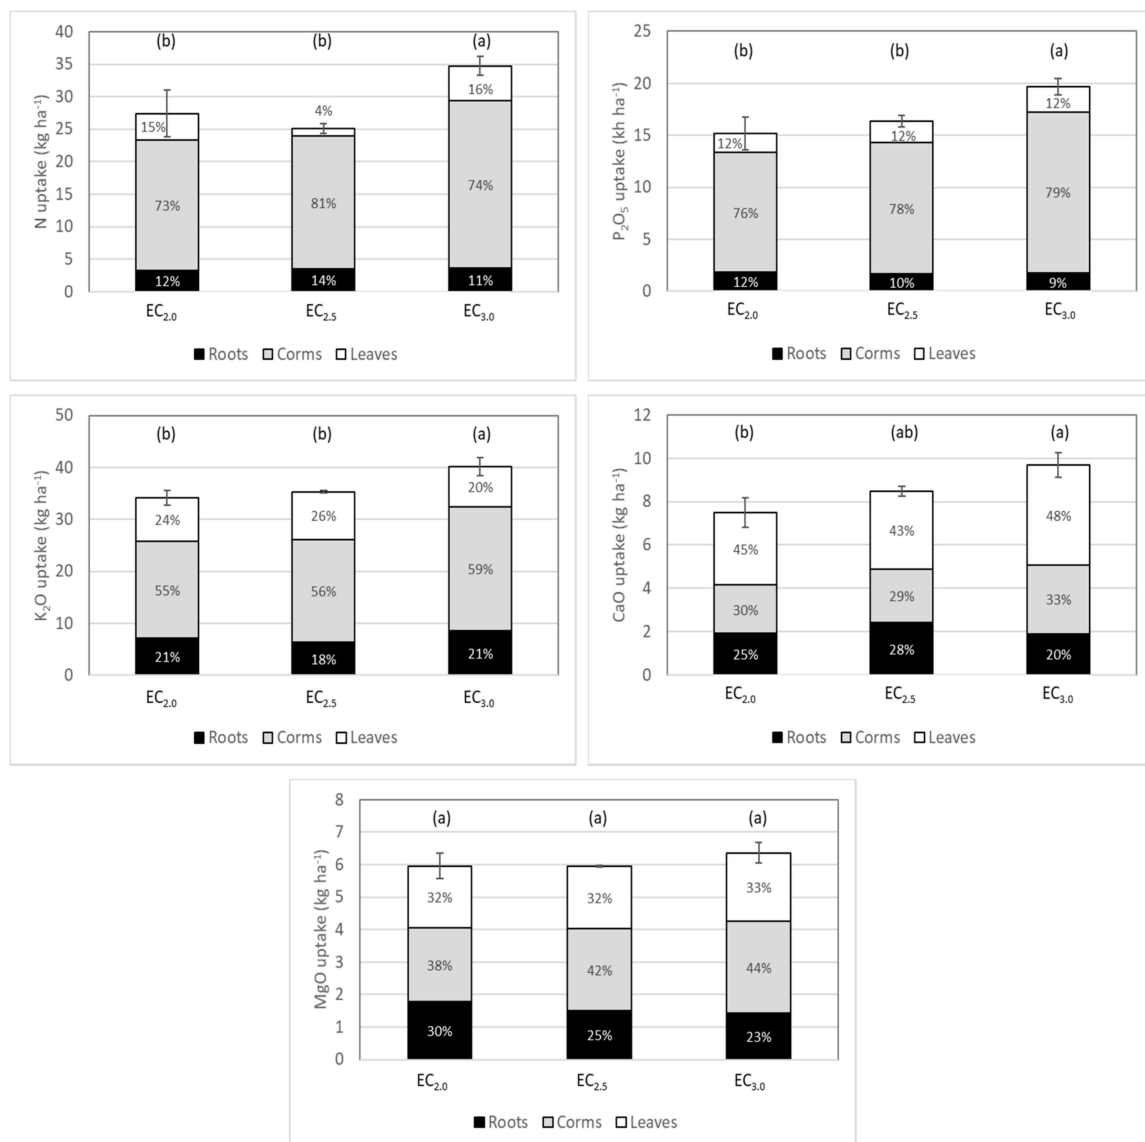 (b) (b) (a)
40
35
30
25
20
15
10
5
0
N uptake (kg ha⁻¹)
15% 4% 16%
73% 81% 74%
12% 14% 11%
EC₂.₀ EC₂.₅ EC₃.₀
Roots Corms Leaves
(b) (b) (a)
25
20
15
10
5
0
P₂O₅ uptake (kh ha⁻¹)
12% 12% 12%
76% 78% 79%
12% 10% 9%
EC₂.₀ EC₂.₅ EC₃.₀
Roots Corms Leaves
(b) (b) (a)
50
40
30
20
10
0
K₂O uptake (kg ha⁻¹)
24% 26% 20%
55% 56% 59%
21% 18% 21%
EC₂.₀ EC₂.₅ EC₃.₀
Roots Corms Leaves
(b) (ab) (a)
12
10
8
6
4
2
0
CaO uptake (kg ha⁻¹)
45% 43% 48%
30% 29% 33%
25% 28% 20%
EC₂.₀ EC₂.₅ EC₃.₀
Roots Corms Leaves
(a) (a) (a)
8
7
6
5
4
3
2
1
0
MgO uptake (kg ha⁻¹)
32% 32% 33%
38% 42% 44%
30% 25% 23%
EC₂.₀ EC₂.₅ EC₃.₀
Roots Corms Leaves